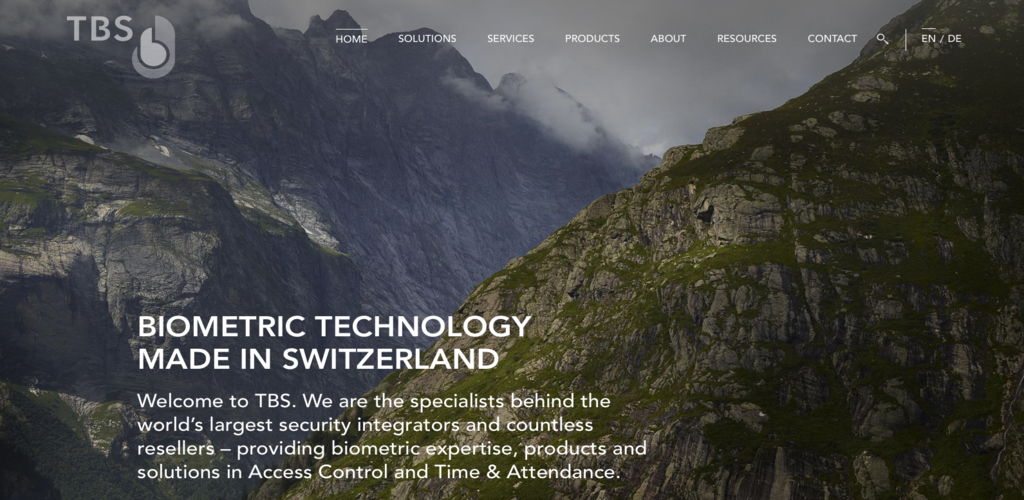 TBS
HOME SOLUTIONS SERVICES PRODUCTS ABOUT RESOURCES CONTACT EN / DE
BIOMETRIC TECHNOLOGY
MADE IN SWITZERLAND
Welcome to TBS. We are the specialists behind the
world’s largest security integrators and countless
resellers – providing biometric expertise, products and
solutions in Access Control and Time & Attendance.